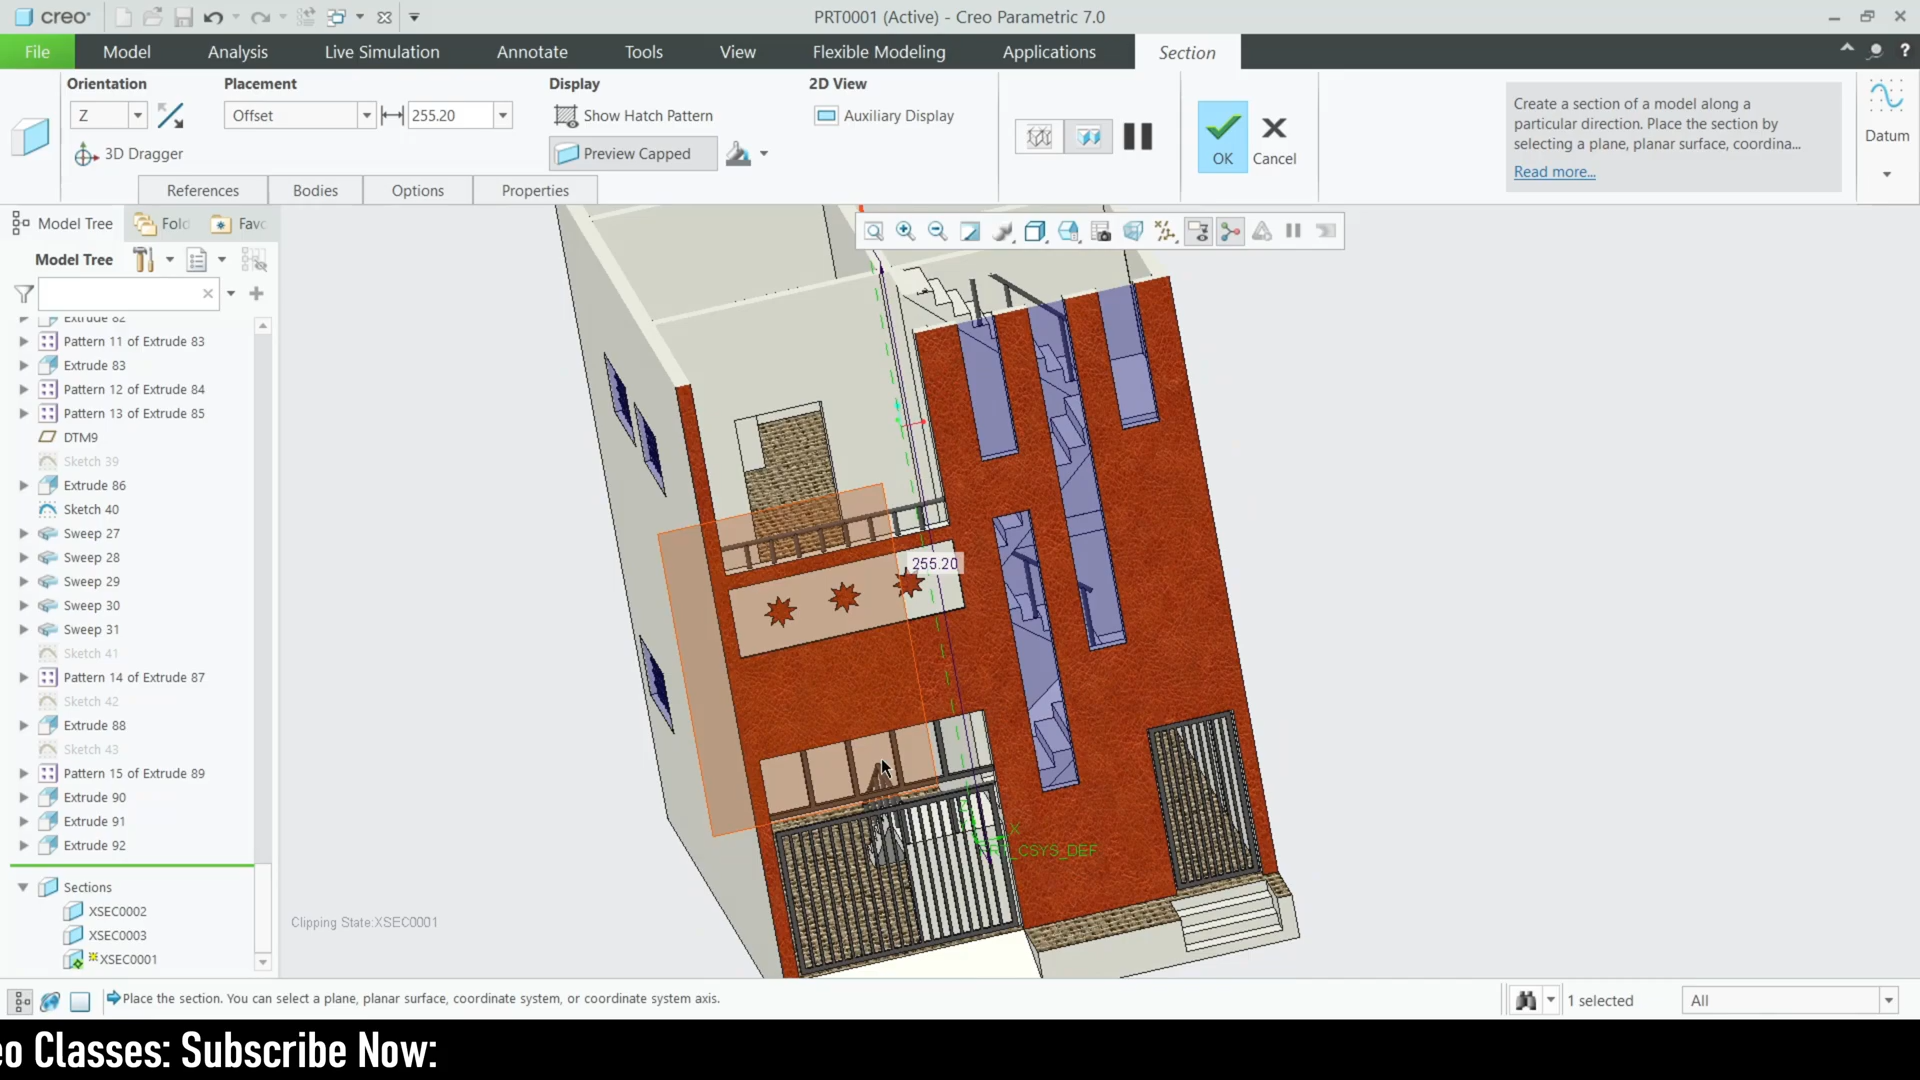 creo
PRT0001 (Active) - Creo Parametric 7.0
File
Model
Analysis
Live Simulation
Annotate
Tools
View
Flexible Modeling
Applications
Section
Orientation
Placement
Display
2D View
Z
Offset
255.20
Show Hatch Pattern
Auxiliary Display
3D Dragger
Preview Capped
OK
Cancel
Create a section of a model along a
particular direction. Place the section by
selecting a plane, planar surface, coordina...
Read more...
Datum
References
Bodies
Options
Properties
Model Tree
Fold
Favc
Model Tree
Extrude 82
Pattern 11 of Extrude 83
Extrude 83
Pattern 12 of Extrude 84
Pattern 13 of Extrude 85
DTM9
Sketch 39
Extrude 86
Sketch 40
Sweep 27
Sweep 28
Sweep 29
Sweep 30
Sweep 31
Sketch 41
Pattern 14 of Extrude 87
Sketch 42
Extrude 88
Sketch 43
Pattern 15 of Extrude 89
Extrude 90
Extrude 91
Extrude 92
Sections
XSEC0002
XSEC0003
XSEC0001
255.20
X
_CSYS_DEF
Clipping State:XSEC0001
Place the section. You can select a plane, planar surface, coordinate system, or coordinate system axis.
1 selected
All
eo Classes: Subscribe Now: